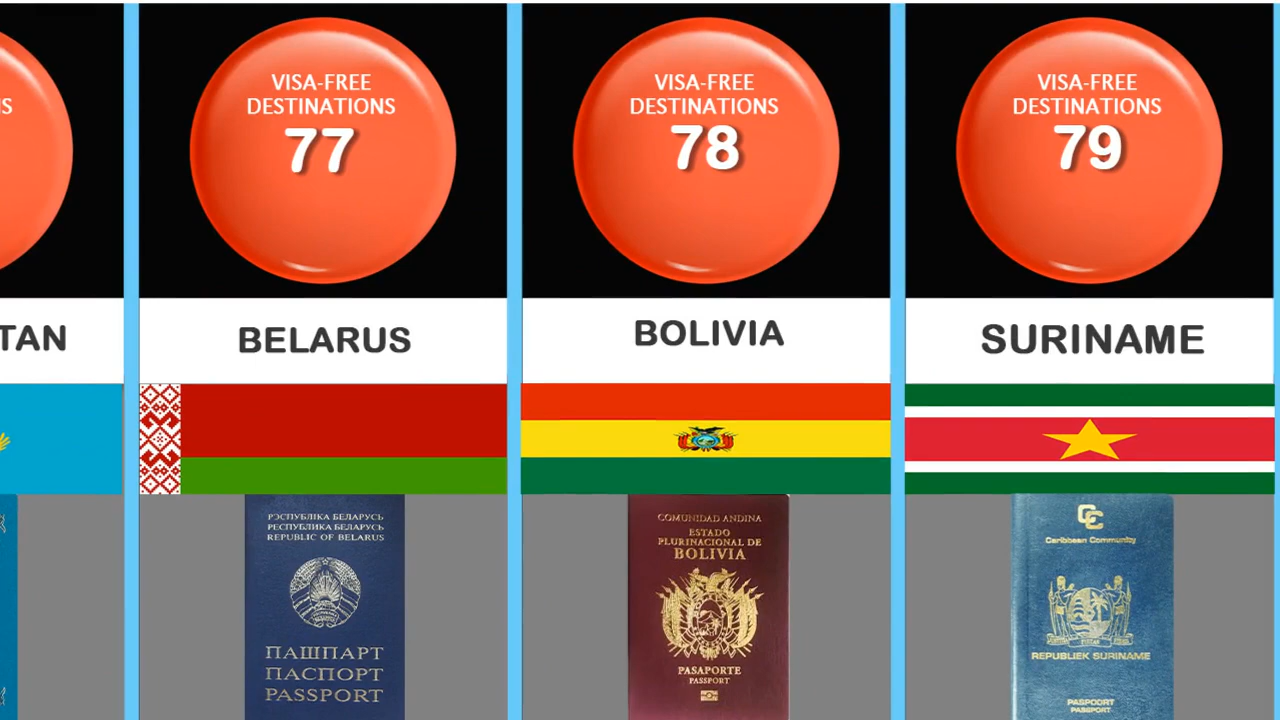 S
TAN
VISA-FREE
DESTINATIONS
77
BELARUS
РЭСПУБЛІКА БЕЛАРУСЬ
РЕСПУБЛИКА БЕЛАРУСЬ
REPUBLIC OF BELARUS
ПАШПАРТ
ПАСПОРТ
PASSPORT
VISA-FREE
DESTINATIONS
78
BOLIVIA
COMUNIDAD ANDINA
ESTADO
PLURINACIONAL DE
BOLIVIA
PASAPORTE
PASSPORT
VISA-FREE
DESTINATIONS
79
SURINAME
CC
Caribbean Community
REPUBLIEK SURINAME
PASPOORT
PASSPORT